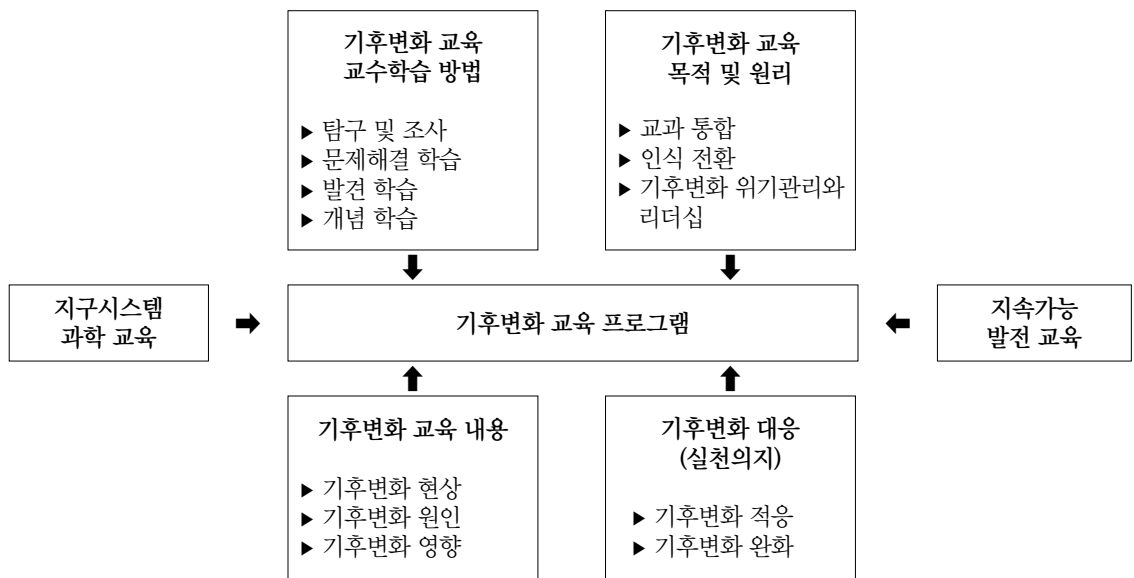 기후변화 교육
교수학습 방법
▶ 탐구 및 조사
▶ 문제해결 학습
▶ 발견 학습
▶ 개념 학습
기후변화 교육
목적 및 원리
▶ 교과 통합
▶ 인식 전환
▶ 기후변화 위기관리와
리더십
지구시스템
과학 교육
기후변화 교육 프로그램
지속가능
발전 교육
기후변화 교육 내용
▶ 기후변화 현상
▶ 기후변화 원인
▶ 기후변화 영향
기후변화 대응
(실천의지)
▶ 기후변화 적응
▶ 기후변화 완화